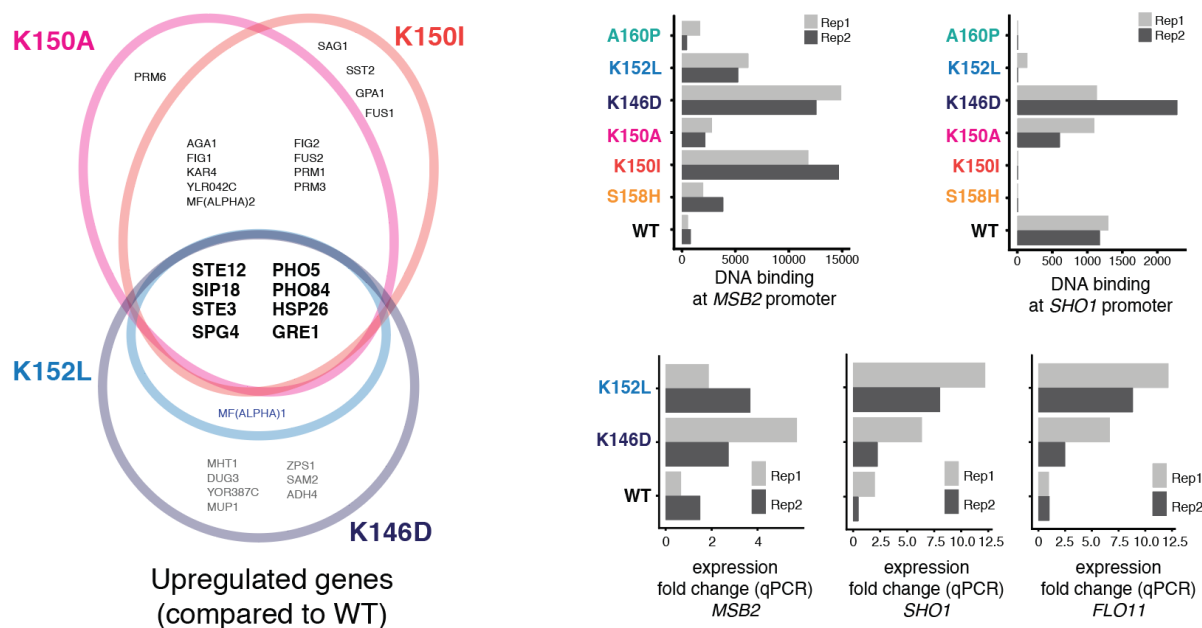 K150A
K150I
PRM6
SAG1
SST2
GPA1
FUS1
AGA1
FIG1
KAR4
YLR042C
MF(ALPHA)2
FIG2
FUS2
PRM1
PRM3
STE12
SIP18
STE3
SPG4
PHO5
PHO84
HSP26
GRE1
K152L
MF(ALPHA)1
MHT1
DUG3
YOR387C
MUP1
ZPS1
SAM2
ADH4
K146D
Upregulated genes
(compared to WT)
A160P
K152L
K146D
K150A
K150I
S158H
WT
Rep1
Rep2
0 5000 10000 15000
DNA binding
at MSB2 promoter
A160P
K152L
K146D
K150A
K150I
S158H
WT
Rep1
Rep2
0 500 1000 1500 2000
DNA binding
at SHO1 promoter
K152L
K146D
WT
Rep1
Rep2
0 2 4
expression
fold change (qPCR)
MSB2
Rep1
Rep2
0 2.5 5.0 7.5 10.0 12.5
expression
fold change (qPCR)
SHO1
Rep1
Rep2
0 2.5 5.0 7.5 10.0 12.5
expression
fold change (qPCR)
FLO11